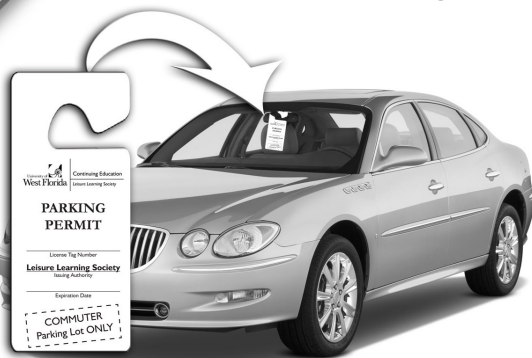 University of
West Florida
Continuing Education
Leisure Learning Society
PARKING
PERMIT
License Tag Number
Leisure Learning Society
Issuing Authority
Expiration Date
COMMUTER
Parking Lot ONLY